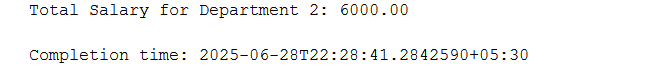 Total Salary for Department 2: 6000.00
Completion time: 2025-06-28T22:28:41.2842590+05:30